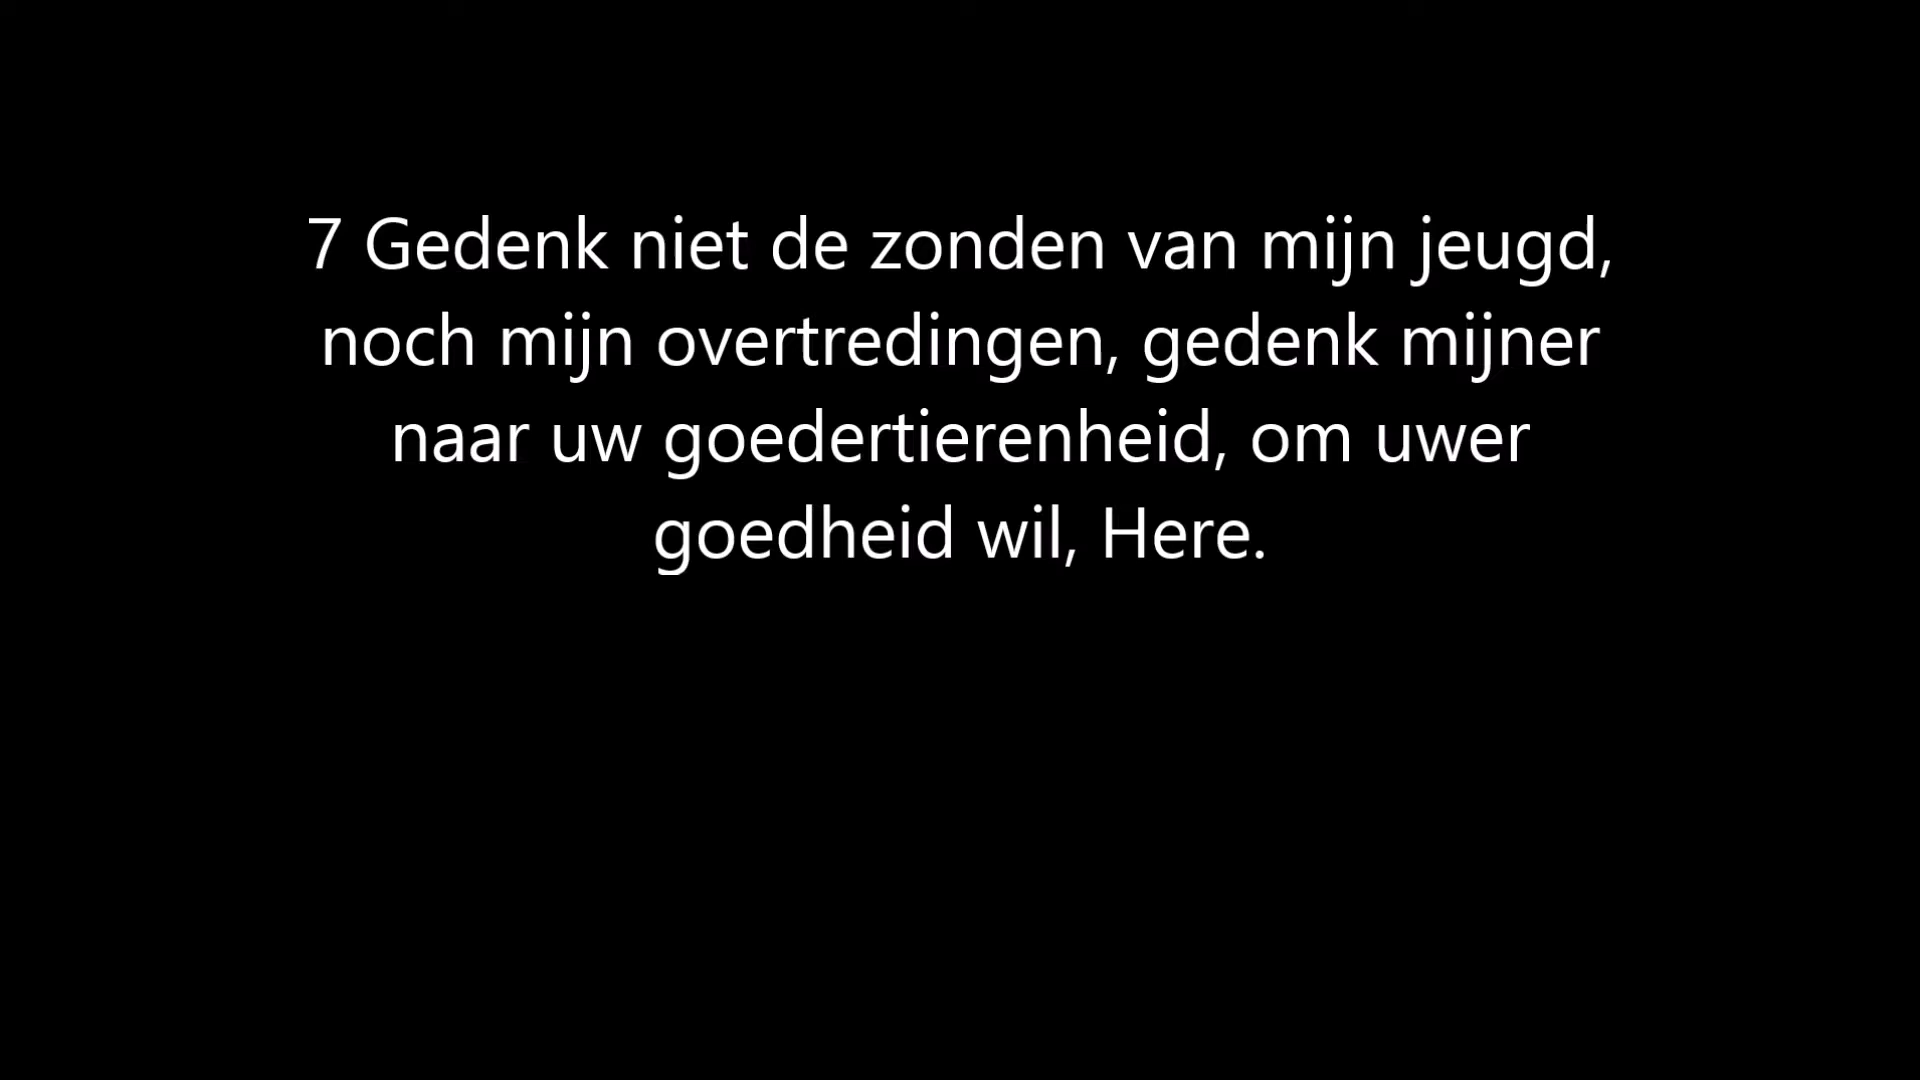 7 Gedenk niet de zonden van mijn jeugd,
noch mijn overtredingen, gedenk mijner
naar uw goedertierenheid, om uwer
goedheid wil, Here.